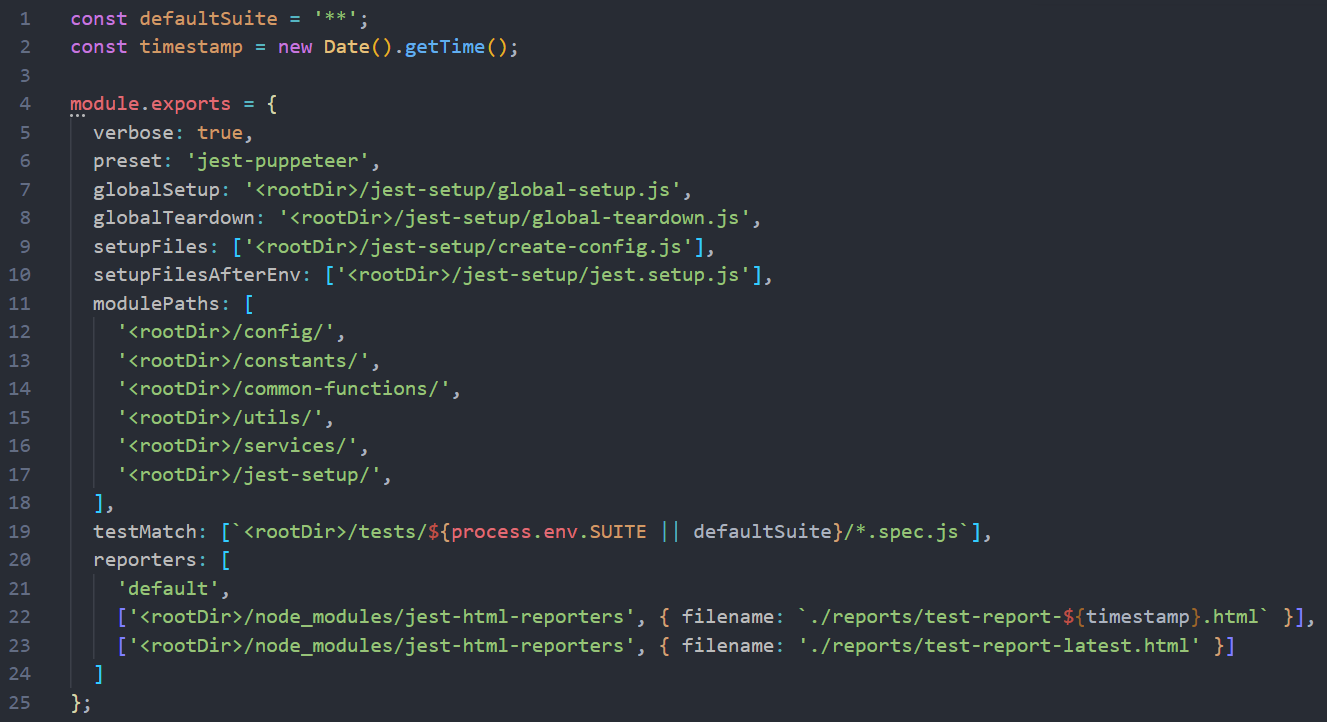 1 const defaultSuite = '**';
2 const timestamp = new Date().getTime();
3
4 module.exports = {
5   verbose: true,
6   preset: 'jest-puppeteer',
7   globalSetup: '<rootDir>/jest-setup/global-setup.js',
8   globalTeardown: '<rootDir>/jest-setup/global-teardown.js',
9   setupFiles: ['<rootDir>/jest-setup/create-config.js'],
10   setupFilesAfterEnv: ['<rootDir>/jest-setup/jest.setup.js'],
11   modulePaths: [
12     '<rootDir>/config/',
13     '<rootDir>/constants/',
14     '<rootDir>/common-functions/',
15     '<rootDir>/utils/',
16     '<rootDir>/services/',
17     '<rootDir>/jest-setup/',
18   ],
19   testMatch: [`<rootDir>/tests/${process.env.SUITE || defaultSuite}/*.spec.js`],
20   reporters: [
21     'default',
22     ['<rootDir>/node_modules/jest-html-reporters', { filename: `./reports/test-report-${timestamp}.html` }],
23     ['<rootDir>/node_modules/jest-html-reporters', { filename: './reports/test-report-latest.html' }]
24   ]
25 };